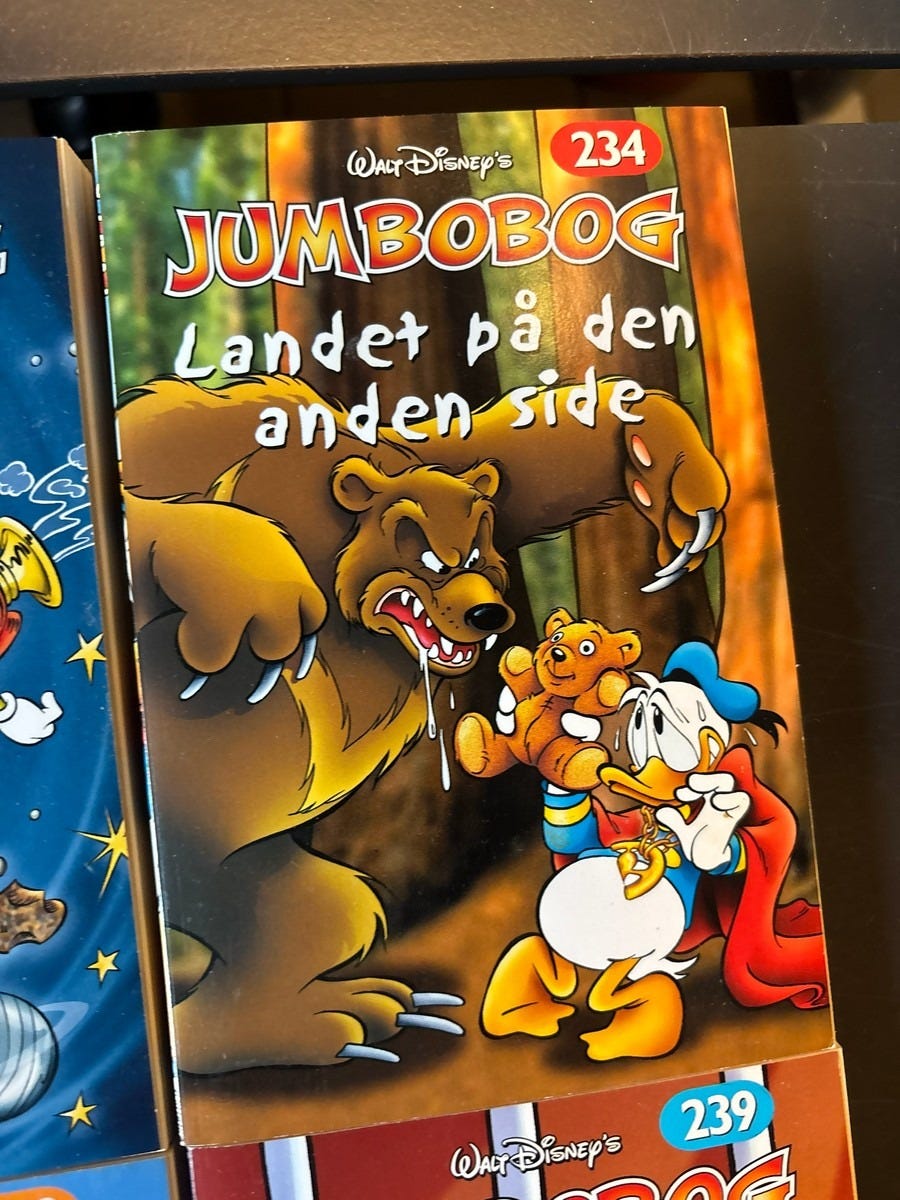 WALT DISNEY'S
234
JUMBOBOG
Landet på den
anden side
239
WALT DISNEY'S